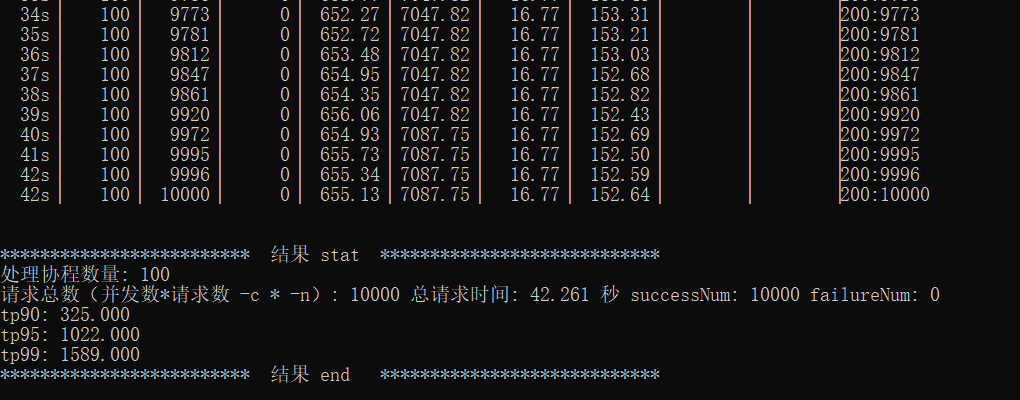 34s│ 100│ 9773│ 0│ 652.27│7047.82│ 16.77│ 153.31│ │ │200:9773
35s│ 100│ 9781│ 0│ 652.72│7047.82│ 16.77│ 153.21│ │ │200:9781
36s│ 100│ 9812│ 0│ 653.48│7047.82│ 16.77│ 153.03│ │ │200:9812
37s│ 100│ 9847│ 0│ 654.95│7047.82│ 16.77│ 152.68│ │ │200:9847
38s│ 100│ 9861│ 0│ 654.35│7047.82│ 16.77│ 152.82│ │ │200:9861
39s│ 100│ 9920│ 0│ 656.06│7047.82│ 16.77│ 152.43│ │ │200:9920
40s│ 100│ 9972│ 0│ 654.93│7087.75│ 16.77│ 152.69│ │ │200:9972
41s│ 100│ 9995│ 0│ 655.73│7087.75│ 16.77│ 152.50│ │ │200:9995
42s│ 100│ 9996│ 0│ 655.34│7087.75│ 16.77│ 152.59│ │ │200:9996
42s│ 100│ 10000│ 0│ 655.13│7087.75│ 16.77│ 152.64│ │ │200:10000
************************* 结果 stat ****************************
处理协程数量: 100
请求总数（并发数*请求数 -c * -n）: 10000 总请求时间: 42.261 秒 successNum: 10000 failureNum: 0
tp90: 325.000
tp95: 1022.000
tp99: 1589.000
************************* 结果 end ****************************